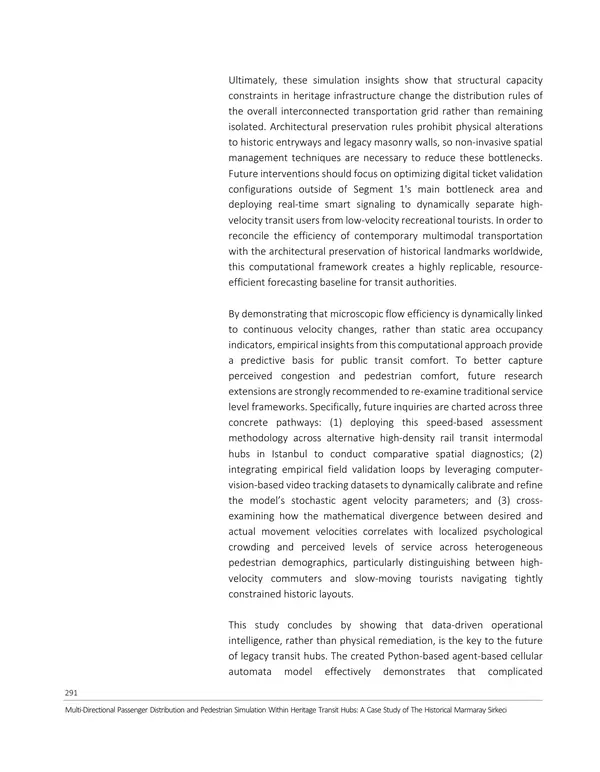 Ultimately, these simulation insights show that structural capacity
constraints in heritage infrastructure change the distribution rules of
the overall interconnected transportation grid rather than remaining
isolated. Architectural preservation rules prohibit physical alterations
to historic entryways and legacy masonry walls, so non-invasive spatial
management techniques are necessary to reduce these bottlenecks.
Future interventions should focus on optimizing digital ticket validation
configurations outside of Segment 1's main bottleneck area and
deploying real-time smart signaling to dynamically separate high-
velocity transit users from low-velocity recreational tourists. In order to
reconcile the efficiency of contemporary multimodal transportation
with the architectural preservation of historical landmarks worldwide,
this computational framework creates a highly replicable, resource-
efficient forecasting baseline for transit authorities.
By demonstrating that microscopic flow efficiency is dynamically linked
to continuous velocity changes, rather than static area occupancy
indicators, empirical insights from this computational approach provide
a predictive basis for public transit comfort. To better capture
perceived congestion and pedestrian comfort, future research
extensions are strongly recommended to re-examine traditional service
level frameworks. Specifically, future inquiries are charted across three
concrete pathways: (1) deploying this speed-based assessment
methodology across alternative high-density rail transit intermodal
hubs in Istanbul to conduct comparative spatial diagnostics; (2)
integrating empirical field validation loops by leveraging computer-
vision-based video tracking datasets to dynamically calibrate and refine
the model’s stochastic agent velocity parameters; and (3) cross-
examining how the mathematical divergence between desired and
actual movement velocities correlates with localized psychological
crowding and perceived levels of service across heterogeneous
pedestrian demographics, particularly distinguishing between high-
velocity commuters and slow-moving tourists navigating tightly
constrained historic layouts.
This study concludes by showing that data-driven operational
intelligence, rather than physical remediation, is the key to the future
of legacy transit hubs. The created Python-based agent-based cellular
automata model effectively demonstrates that complicated
291
Multi-Directional Passenger Distribution and Pedestrian Simulation Within Heritage Transit Hubs: A Case Study of The Historical Marmaray Sirkeci